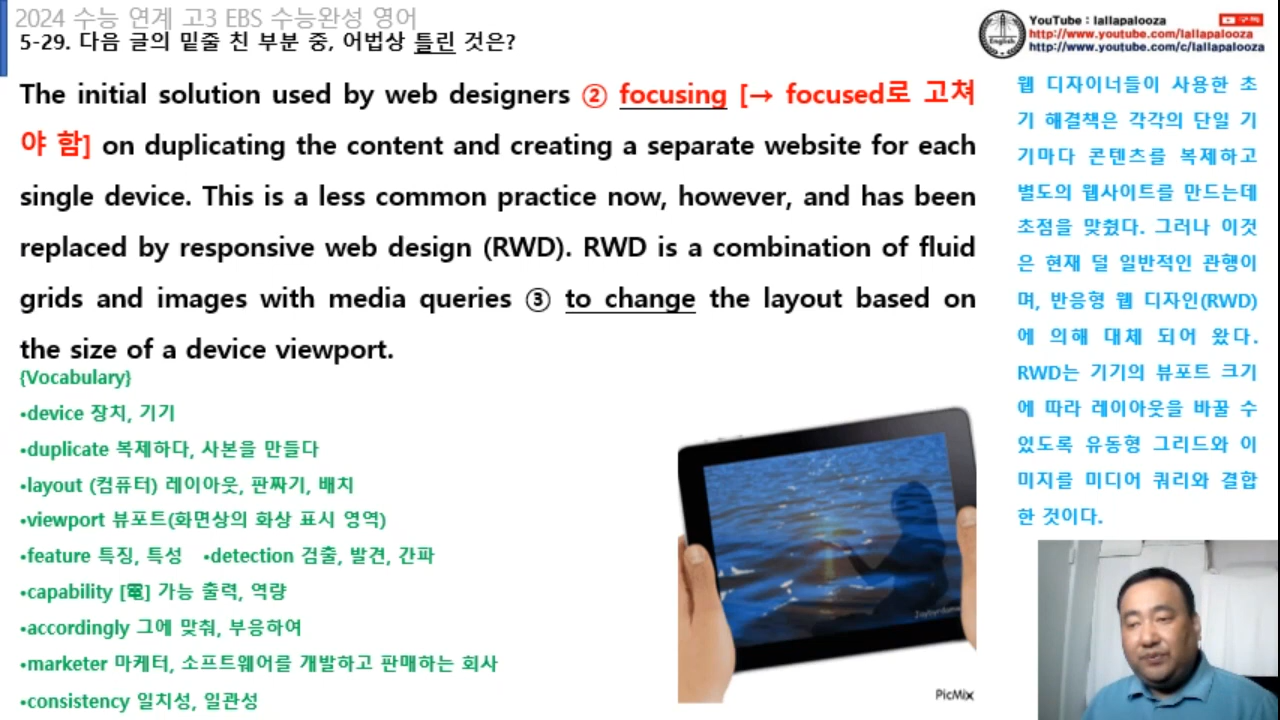 2024 수능 연계 고3 EBS 수능완성 영어
5-29. 다음 글의 밑줄 친 부분 중, 어법상 틀린 것은?
YouTube : lallapalooza
구독
http://www.youtube.com/lallapalooza
http://www.youtube.com/c/lallapalooza
English
The initial solution used by web designers ② focusing [→ focused로 고쳐
야 함] on duplicating the content and creating a separate website for each
single device. This is a less common practice now, however, and has been
replaced by responsive web design (RWD). RWD is a combination of fluid
grids and images with media queries ③ to change the layout based on
the size of a device viewport.
{Vocabulary}
•device 장치, 기기
•duplicate 복제하다, 사본을 만들다
•layout (컴퓨터) 레이아웃, 판짜기, 배치
•viewport 뷰포트(화면상의 화상 표시 영역)
•feature 특징, 특성 •detection 검출, 발견, 간파
•capability [電] 가능 출력, 역량
•accordingly 그에 맞춰, 부응하여
•marketer 마케터, 소프트웨어를 개발하고 판매하는 회사
•consistency 일치성, 일관성
웹 디자이너들이 사용한 초
기 해결책은 각각의 단일 기
기마다 콘텐츠를 복제하고
별도의 웹사이트를 만드는데
초점을 맞췄다. 그러나 이것
은 현재 덜 일반적인 관행이
며, 반응형 웹 디자인(RWD)
에 의해 대체 되어 왔다.
RWD는 기기의 뷰포트 크기
에 따라 레이아웃을 바꿀 수
있도록 유동형 그리드와 이
미지를 미디어 쿼리와 결합
한 것이다.
PicMix